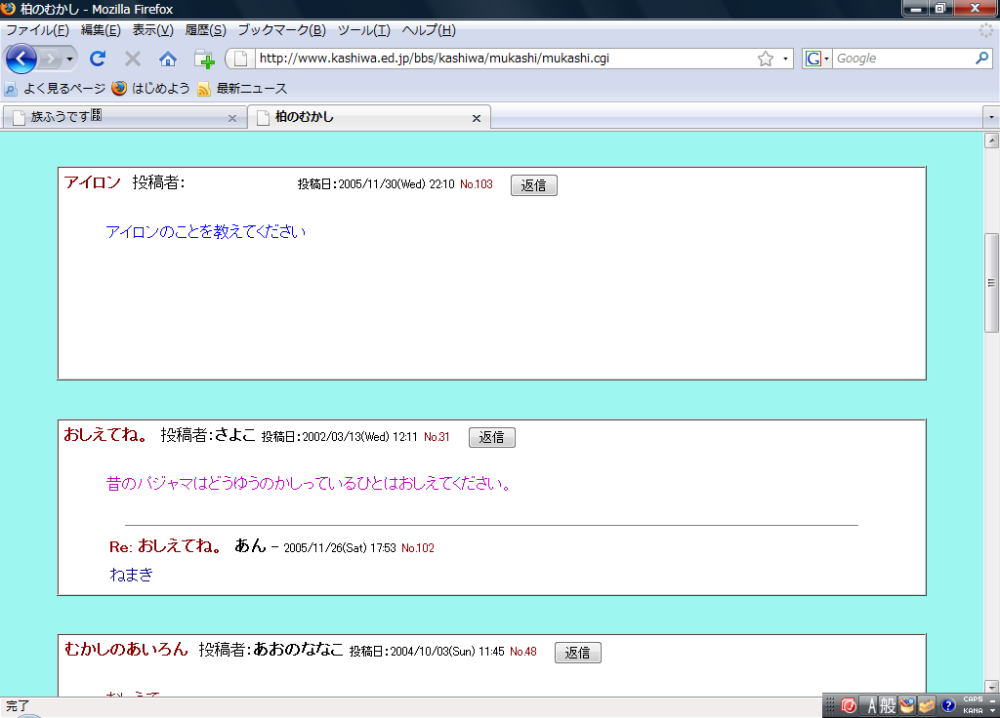 柏のむかし - Mozilla Firefox
ファイル(F) 編集(E) 表示(V) 履歴(S) ブックマーク(B) ツール(T) ヘルプ(H)
http://www.kashiwa.ed.jp/bbs/kashiwa/mukashi/mukashi.cgi
G Google
よく見るページ はじめよう 最新ニュース
族ふうです
柏のむかし
アイロン 投稿者: 投稿日:2005/11/30(Wed) 22:10 No.103 返信
アイロンのことを教えてください
おしえてね。 投稿者:さよこ 投稿日:2002/03/13(Wed) 12:11 No.31 返信
昔のパジャマはどうゆうのかしっているひとはおしえてください。
Re: おしえてね。 あん - 2005/11/26(Sat) 17:53 No.102
ねまき
むかしのあいろん 投稿者:あおのななこ 投稿日:2004/10/03(Sun) 11:45 No.48 返信
完了
A 般 ? CAPS
KANA